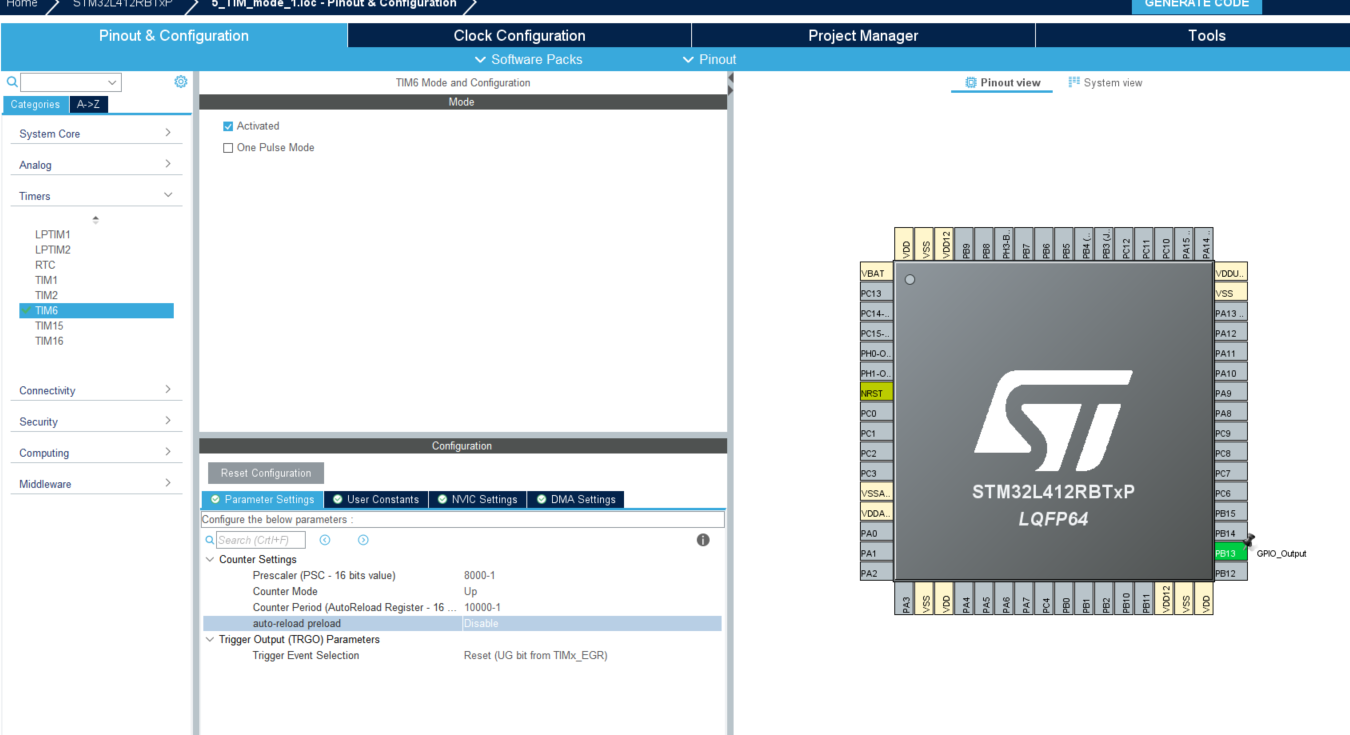 Home STM32L412RBTxP 5_TIM_mode_1.ioc - Pinout & Configuration GENERATE CODE
Pinout & Configuration Clock Configuration Project Manager Tools
Software Packs Pinout
TIM6 Mode and Configuration
Pinout view System view
Categories A->Z
Mode
System Core
Activated
One Pulse Mode
Analog
Timers
LPTIM1
LPTIM2
RTC
TIM1
TIM2
TIM6
TIM15
TIM16
Connectivity
Security
Computing
Middleware
Configuration
Reset Configuration
Parameter Settings User Constants NVIC Settings DMA Settings
Configure the below parameters :
Search (Crtl+F)
Counter Settings
Prescaler (PSC - 16 bits value) 8000-1
Counter Mode Up
Counter Period (AutoReload Register - 16 ... 10000-1
auto-reload preload Disable
Trigger Output (TRGO) Parameters
Trigger Event Selection Reset (UG bit from TIMx_EGR)
VDD VSS VDD12 PB9 PB8 PH3-B.. PB7 PB6 PB5 PB4 (.. PB3 (J.. PC12 PC11 PC10 PA15 .. PA14 ..
VBAT
PC13
PC14-..
PC15-..
PH0-O..
PH1-O..
NRST
PC0
PC1
PC2
PC3
VSSA..
VDDA..
PA0
PA1
PA2
ST
STM32L412RBTxP
LQFP64
VDDU..
VSS
PA13 ..
PA12
PA11
PA10
PA9
PA8
PC9
PC8
PC7
PC6
PB15
PB14
PB13 GPIO_Output
PB12
PA3 VSS VDD PA4 PA5 PA6 PA7 PC4 PB0 PB1 PB2 PB10 PB11 VDD12 VSS VDD